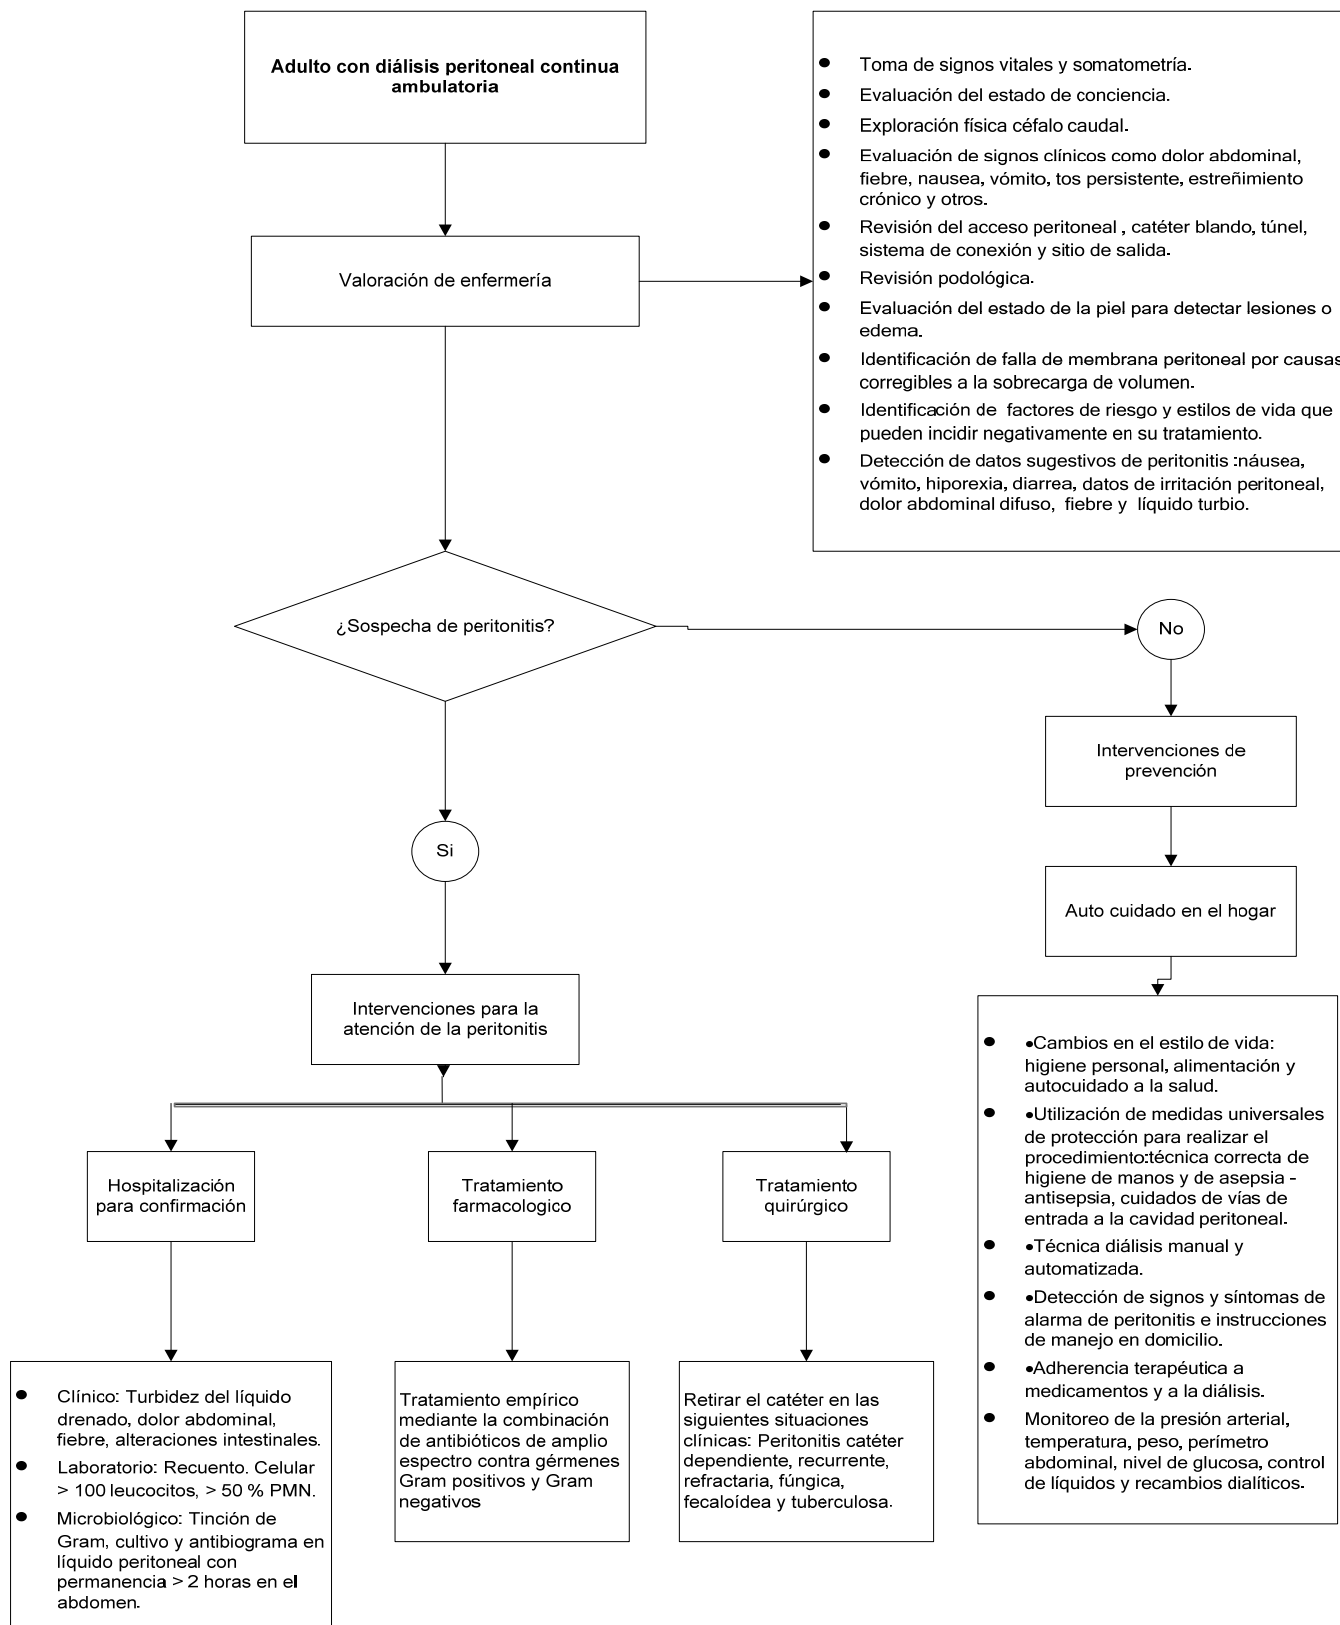 Adulto con diálisis peritoneal continua
ambulatoria
● Toma de signos vitales y somatometría.
● Evaluación del estado de conciencia.
● Exploración física céfalo caudal.
● Evaluación de signos clínicos como dolor abdominal,
fiebre, nausea, vómito, tos persistente, estreñimiento
crónico y otros.
● Revisión del acceso peritoneal , catéter blando, túnel,
sistema de conexión y sitio de salida.
● Revisión podológica.
● Evaluación del estado de la piel para detectar lesiones o
edema.
● Identificación de falla de membrana peritoneal por causas
corregibles a la sobrecarga de volumen.
● Identificación de factores de riesgo y estilos de vida que
pueden incidir negativamente en su tratamiento.
● Detección de datos sugestivos de peritonitis :náusea,
vómito, hiporexia, diarrea, datos de irritación peritoneal,
dolor abdominal difuso, fiebre y líquido turbio.
Valoración de enfermería
¿Sospecha de peritonitis?
No
Intervenciones de
prevención
Si
Auto cuidado en el hogar
Intervenciones para la
atención de la peritonitis
● •Cambios en el estilo de vida:
higiene personal, alimentación y
autocuidado a la salud.
● •Utilización de medidas universales
de protección para realizar el
procedimiento:técnica correcta de
higiene de manos y de asepsia -
antisepsia, cuidados de vías de
entrada a la cavidad peritoneal.
● •Técnica diálisis manual y
automatizada.
● •Detección de signos y síntomas de
alarma de peritonitis e instrucciones
de manejo en domicilio.
● •Adherencia terapéutica a
medicamentos y a la diálisis.
● Monitoreo de la presión arterial,
temperatura, peso, perímetro
abdominal, nivel de glucosa, control
de líquidos y recambios dialíticos.
Hospitalización
para confirmación
Tratamiento
farmacologico
Tratamiento
quirúrgico
● Clínico: Turbidez del líquido
drenado, dolor abdominal,
fiebre, alteraciones intestinales.
● Laboratorio: Recuento. Celular
> 100 leucocitos, > 50 % PMN.
● Microbiológico: Tinción de
Gram, cultivo y antibiograma en
líquido peritoneal con
permanencia > 2 horas en el
abdomen.
Tratamiento empírico
mediante la combinación
de antibióticos de amplio
espectro contra gérmenes
Gram positivos y Gram
negativos
Retirar el catéter en las
siguientes situaciones
clínicas: Peritonitis catéter
dependiente, recurrente,
refractaria, fúngica,
fecaloídea y tuberculosa.